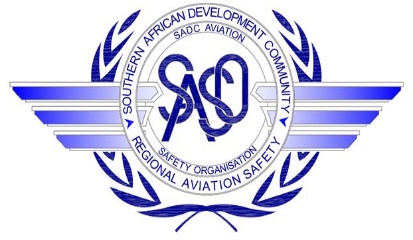 SOUTHERN AFRICAN DEVELOPMENT COMMUNITY
SADC AVIATION
SASO
SAFETY ORGANISATION
REGIONAL AVIATION SAFETY